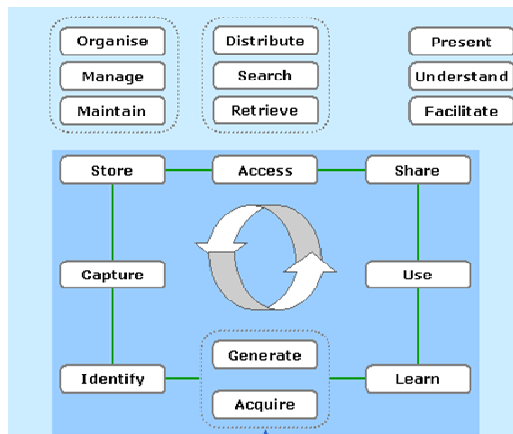 Organise
Manage
Maintain
Distribute
Search
Retrieve
Present
Understand
Facilitate
Store
Access
Share
Capture
Use
Identify
Generate
Acquire
Learn